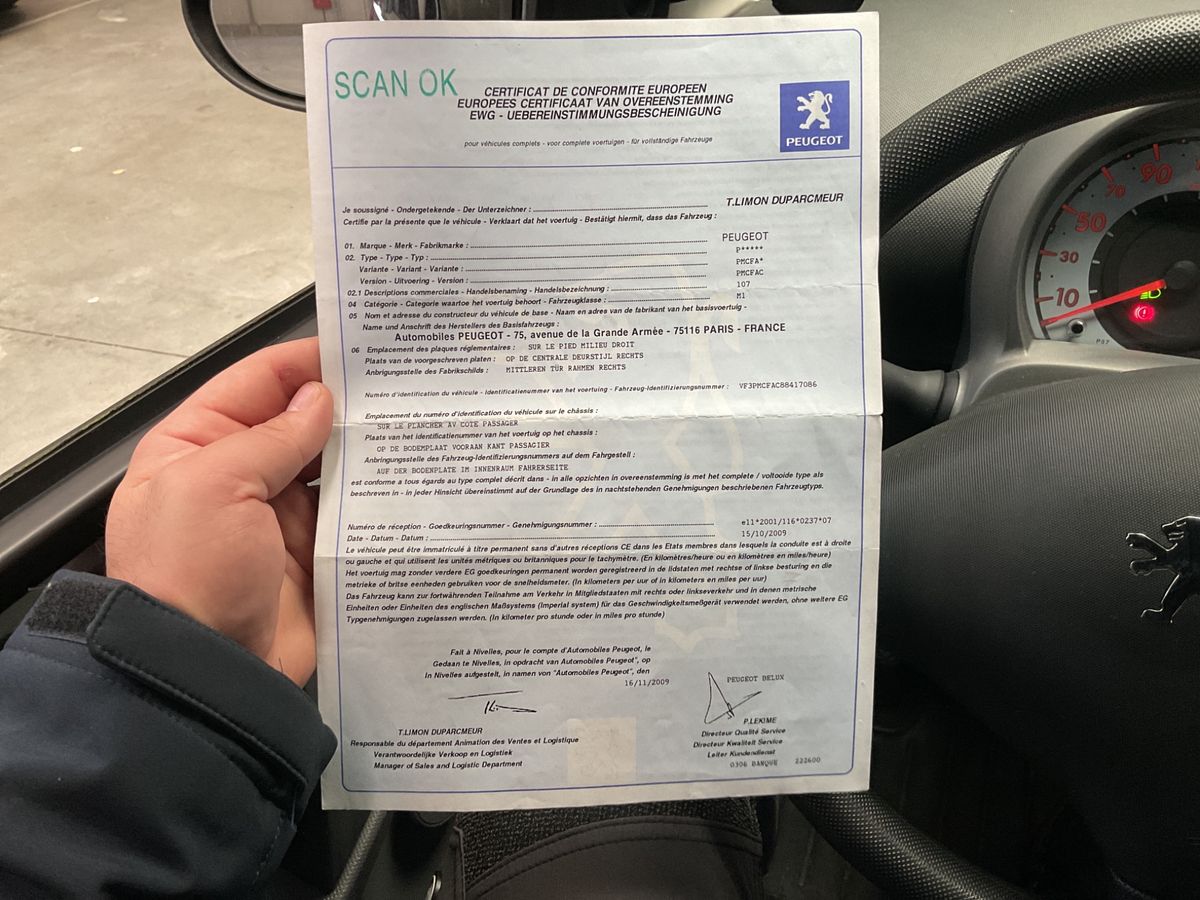 SCAN OK
CERTIFICAT DE CONFORMITE EUROPEEN
EUROPEES CERTIFICAAT VAN OVEREENSTEMMING
EWG - UEBEREINSTIMMUNGSBESCHEINIGUNG
PEUGEOT
pour véhicules complets - voor complete voertuigen - für vollständige Fahrzeuge
Je soussigné - Ondergetekende - Der Unterzeichner : T.LIMON DUPARCMEUR
Certifie par la présente que le véhicule - Verklaart dat het voertuig - Bestätigt hiermit, dass das Fahrzeug :
01. Marque - Merk - Fabrikmarke : PEUGEOT
02. Type - Type - Typ : P*****
Variante - Variant - Variante : PMCFA*
Version - Uitvoering - Version : PMCFAC
02.1 Descriptions commerciales - Handelsbenaming - Handelsbezeichnung : 107
04 Catégorie - Categorie waartoe het voertuig behoort - Fahrzeugklasse : M1
05 Nom et adresse du constructeur du véhicule de base - Naam en adres van de fabrikant van het basisvoertuig -
Name und Anschrift des Herstellers des Basisfahrzeugs :
Automobiles PEUGEOT - 75, avenue de la Grande Armée - 75116 PARIS - FRANCE
06 Emplacement des plaques réglementaires : SUR LE PIED MILIEU DROIT
Plaats van de voorgeschreven platen : OP DE CENTRALE DEURSTIJL RECHTS
Anbrigungsstelle des Fabrikschilds : MITTLEREN TÜR RAHMEN RECHTS
Numéro d'identification du véhicule - Identificatienummer van het voertuing - Fahrzeug-Identifizierungsnummer : VF3PMCFAC88417086
Emplacement du numéro d'identification du véhicule sur le châssis :
SUR LE PLANCHER AV COTE PASSAGER
Plaats van het identificatienummer van het voertuig op het chassis :
OP DE BODEMPLAAT VOORAAN KANT PASSAGIER
Anbringungsstelle des Fahrzeug-Identifizierungsnummers auf dem Fahrgestell :
AUF DER BODENPLATE IM INNENRAUM FAHRERSEITE
est conforme a tous égards au type complet décrit dans - in alle opzichten in overeenstemming is met het complete / voltooide type als
beschreven in - in jeder Hinsicht übereinstimmt auf der Grundlage des in nachtstehenden Genehmigungen beschriebenen Fahrzeugtyps.
Numéro de réception - Goedkeuringsnummer - Genehmigungsnummer : e11*2001/116*0237*07
Date - Datum - Datum : 15/10/2009
Le véhicule peut être immatriculé à titre permanent sans d'autres réceptions CE dans les Etats membres dans lesquels la conduite est à droite
ou gauche et qui utilisent les unités métriques ou britanniques pour le tachymètre. (En kilomètres/heure ou en kilomètres en miles/heure)
Het voertuig mag zonder verdere EG goedkeuringen permanent worden geregistreerd in de lidstaten met rechtse of linkse besturing en die
metrieke of britse eenheden gebruiken voor de snelheidsmeter. (In kilometers per uur of in kilometers en miles per uur)
Das Fahrzeug kann zur fortwährenden Teilnahme am Verkehr in Mitgliedstaaten mit rechts oder linksverkehr und in denen metrische
Einheiten oder Einheiten des englischen Maßsystems (Imperial system) für das Geschwindigkeitsmeßgerät verwendet werden, ohne weitere EG
Typgenehmigungen zugelassen werden. (In kilometer pro stunde oder in miles pro stunde)
Fait à Nivelles, pour le compte d'Automobiles Peugeot, le
Gedaan te Nivelles, in opdracht van Automobiles Peugeot", op
In Nivelles aufgestelt, in namen von "Automobiles Peugeot", den
16/11/2009
PEUGEOT DELUX
T.LIMON DUPARCMEUR
Responsable du département Animation des Ventes et Logistique
Verantwoordelijke Verkoop en Logistiek
Manager of Sales and Logistic Department
P.LEKIME
Directeur Qualité Service
Directeur Kwaliteit Service
Leiter Kundendienst
0306 BANQUE 222600
10
30
50
70
90